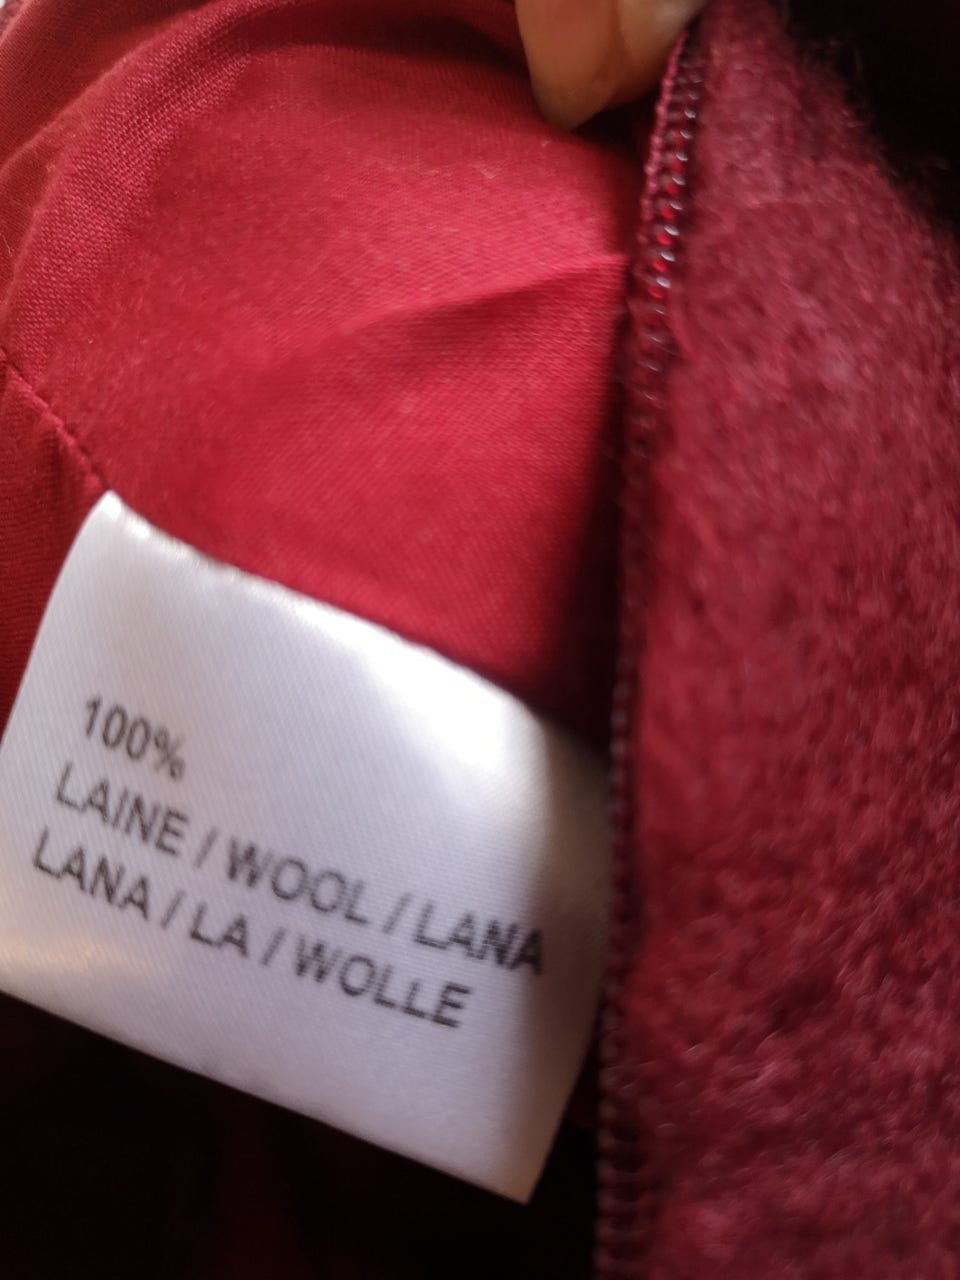 100%
LAINE / WOOL / LANA
LANA / LA / WOLLE